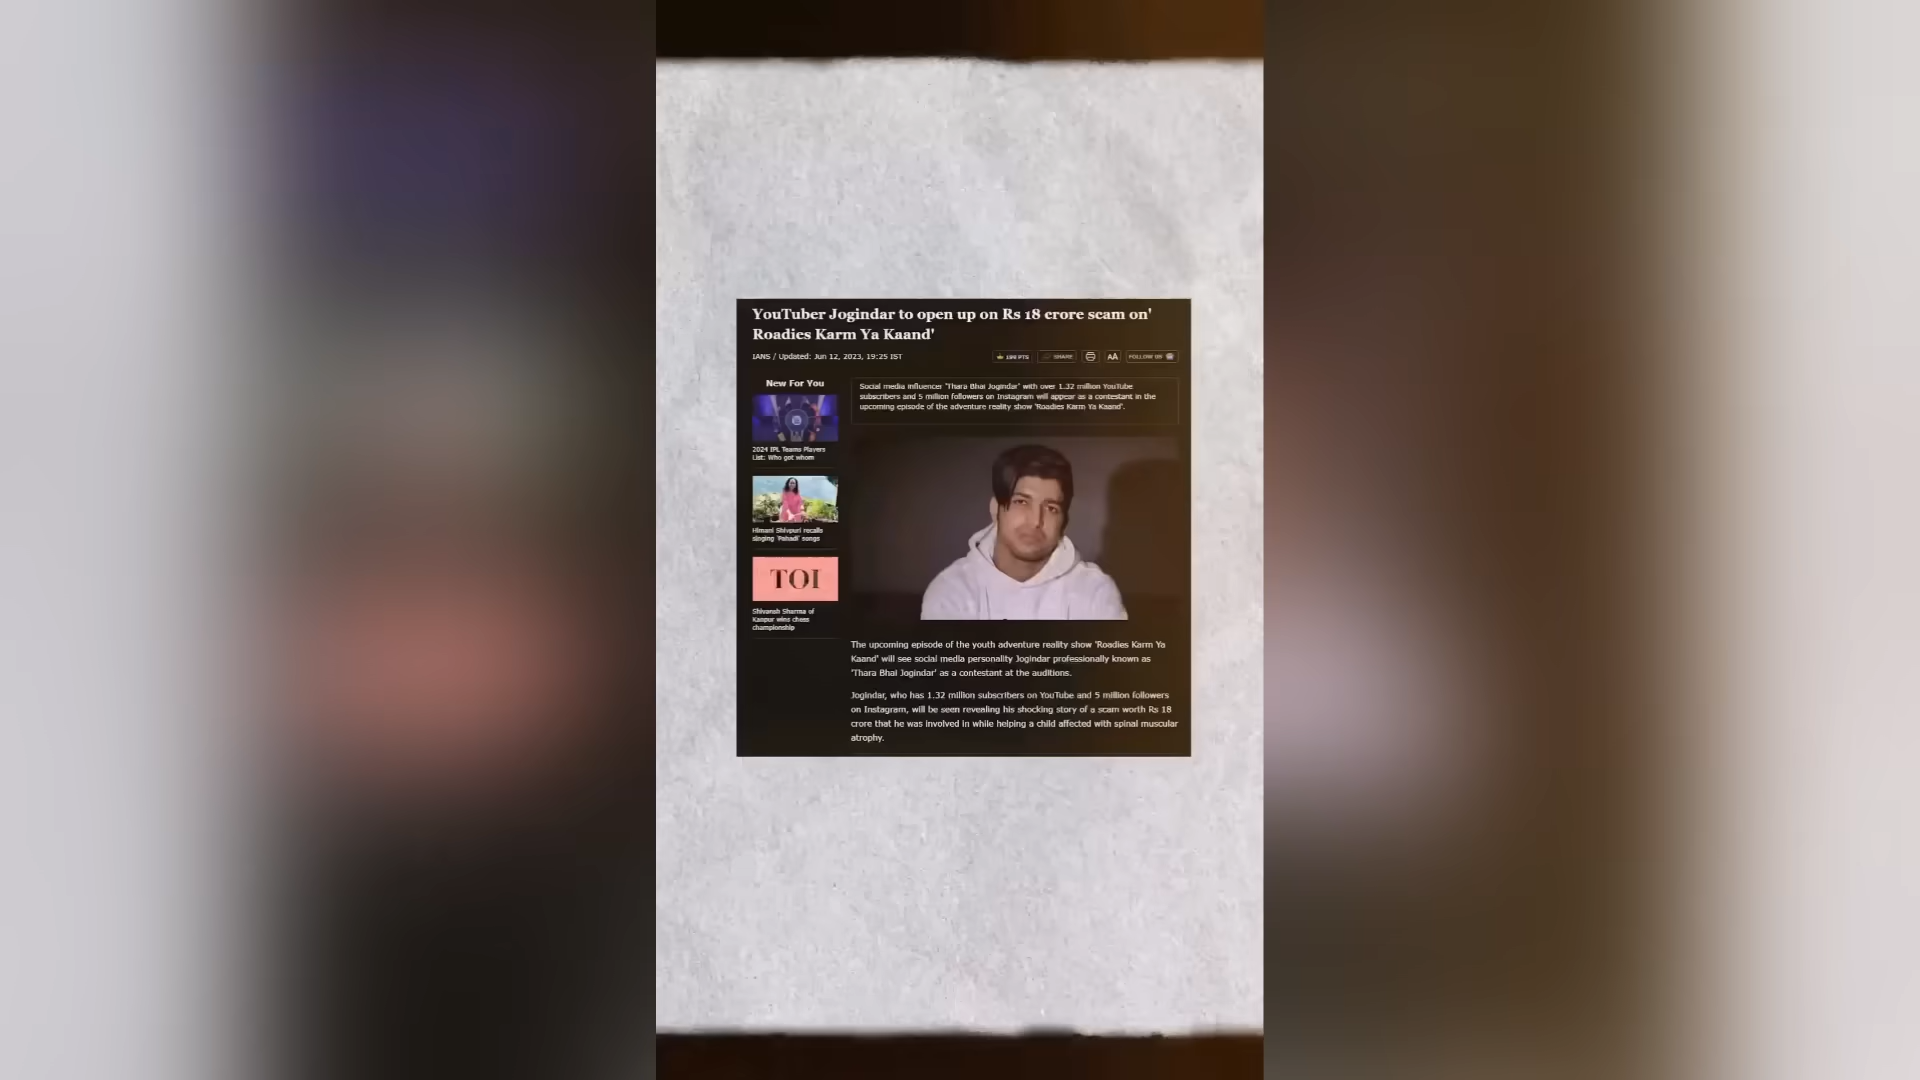 YouTuber Jogindar to open up on Rs 18 crore scam on'
Roadies Karm Ya Kaand'
IANS / Updated: Jun 12, 2023, 19:25 IST
199 PTS
SHARE
AA
FOLLOW US
New For You
2024 IPL Teams Players
List: Who got whom
Himani Shivpuri recalls
singing 'Pahadi' songs
TOI
Shivansh Sharma of
Kanpur wins chess
championship
Social media influencer 'Thara Bhai Jogindar' with over 1.32 million YouTube
subscribers and 5 million followers on Instagram will appear as a contestant in the
upcoming episode of the adventure reality show 'Roadies Karm Ya Kaand'.
The upcoming episode of the youth adventure reality show 'Roadies Karm Ya
Kaand' will see social media personality Jogindar professionally known as
'Thara Bhai Jogindar' as a contestant at the auditions.
Jogindar, who has 1.32 million subscribers on YouTube and 5 million followers
on Instagram, will be seen revealing his shocking story of a scam worth Rs 18
crore that he was involved in while helping a child affected with spinal muscular
atrophy.